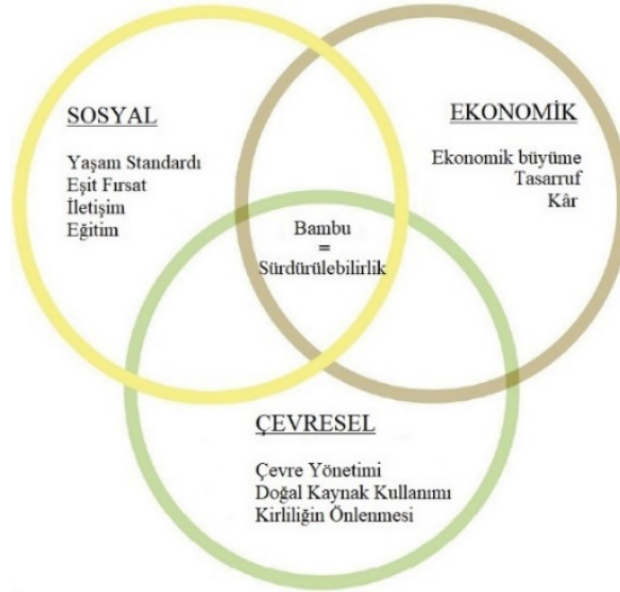 SOSYAL
Yaşam Standardı
Eşit Fırsat
İletişim
Eğitim
EKONOMİK
Ekonomik büyüme
Tasarruf
Kâr
Bambu
=
Sürdürülebilirlik
ÇEVRESEL
Çevre Yönetimi
Doğal Kaynak Kullanımı
Kirliliğin Önlenmesi